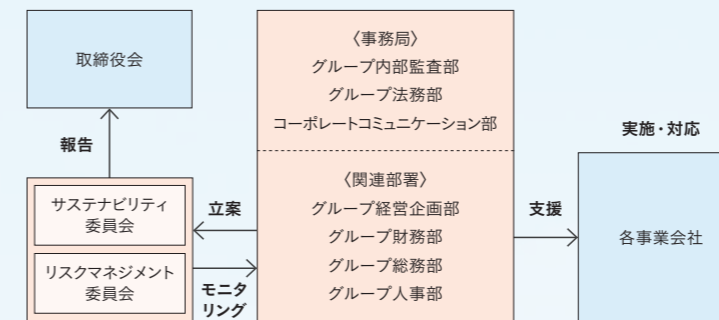 取締役会
報告
サステナビリティ
委員会
リスクマネジメント
委員会
立案
モニタ
リング
〈事務局〉
グループ内部監査部
グループ法務部
コーポレートコミュニケーション部
〈関連部署〉
グループ経営企画部
グループ財務部
グループ総務部
グループ人事部
支援
実施・対応
各事業会社